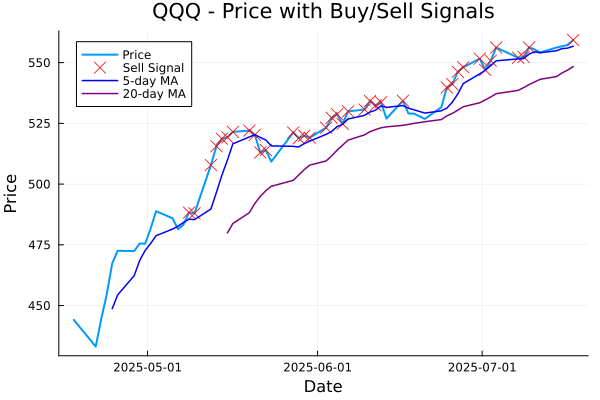 QQQ - Price with Buy/Sell Signals
Price
Sell Signal
5-day MA
20-day MA
550
525
500
475
450
Price
2025-05-01
2025-06-01
2025-07-01
Date